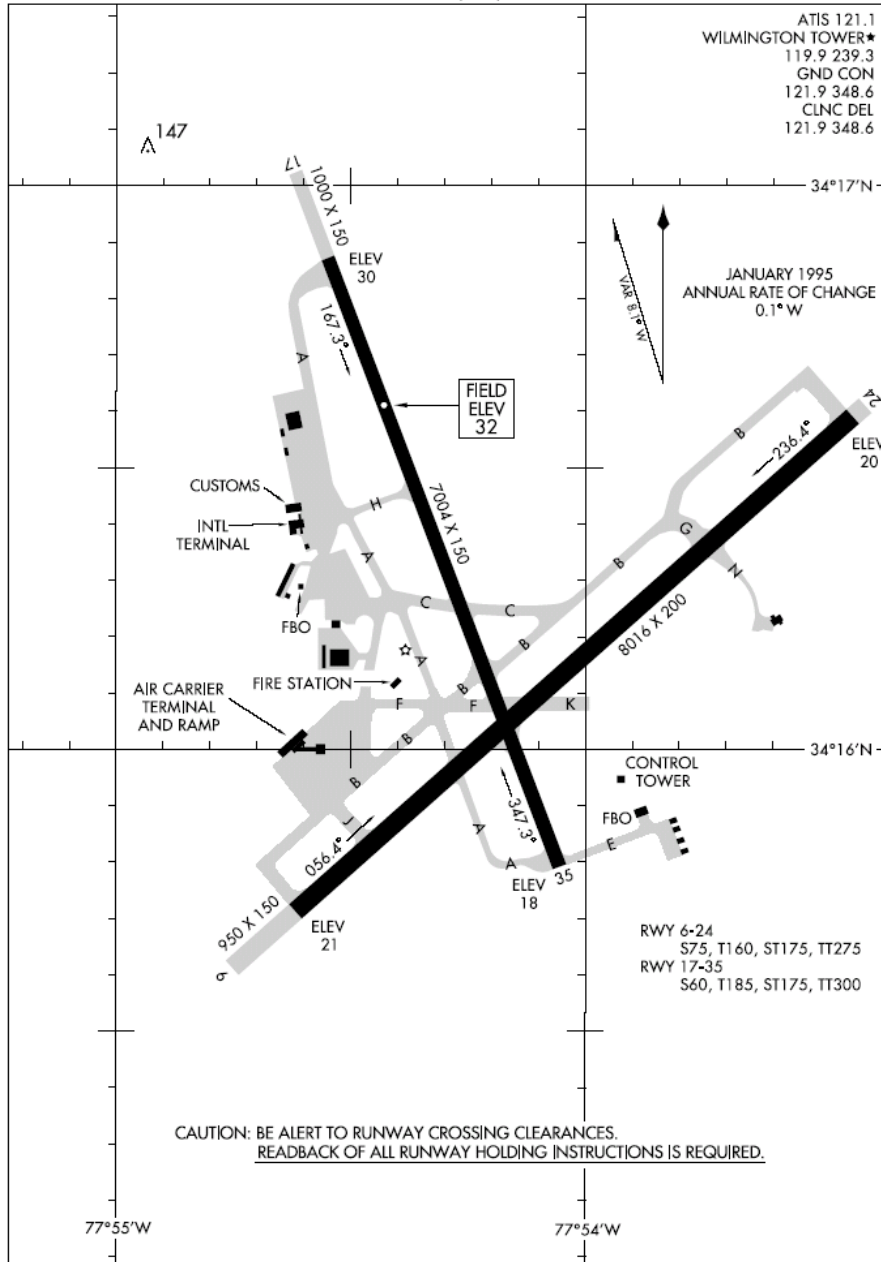 ATIS 121.1
WILMINGTON TOWER★
119.9 239.3
GND CON
121.9 348.6
CLNC DEL
121.9 348.6
147
17
1000 X 150
34°17'N
ELEV
30
VAR 8.1° W
JANUARY 1995
ANNUAL RATE OF CHANGE
0.1° W
167.3°
A
FIELD
ELEV
32
24
B
236.4°
ELEV
20
CUSTOMS
H
7004 X 150
INTL
TERMINAL
G
A
B
N
C
C
FBO
8016 X 200
B
A
FIRE STATION
B
AIR CARRIER
TERMINAL
AND RAMP
F
F
K
B
34°16'N
CONTROL
TOWER
B
347.3°
FBO
J
A
056.4°
E
A
35
ELEV
18
950 X 150
ELEV
21
6
RWY 6-24
S75, T160, ST175, TT275
RWY 17-35
S60, T185, ST175, TT300
CAUTION: BE ALERT TO RUNWAY CROSSING CLEARANCES.
READBACK OF ALL RUNWAY HOLDING INSTRUCTIONS IS REQUIRED.
77°55'W
77°54'W